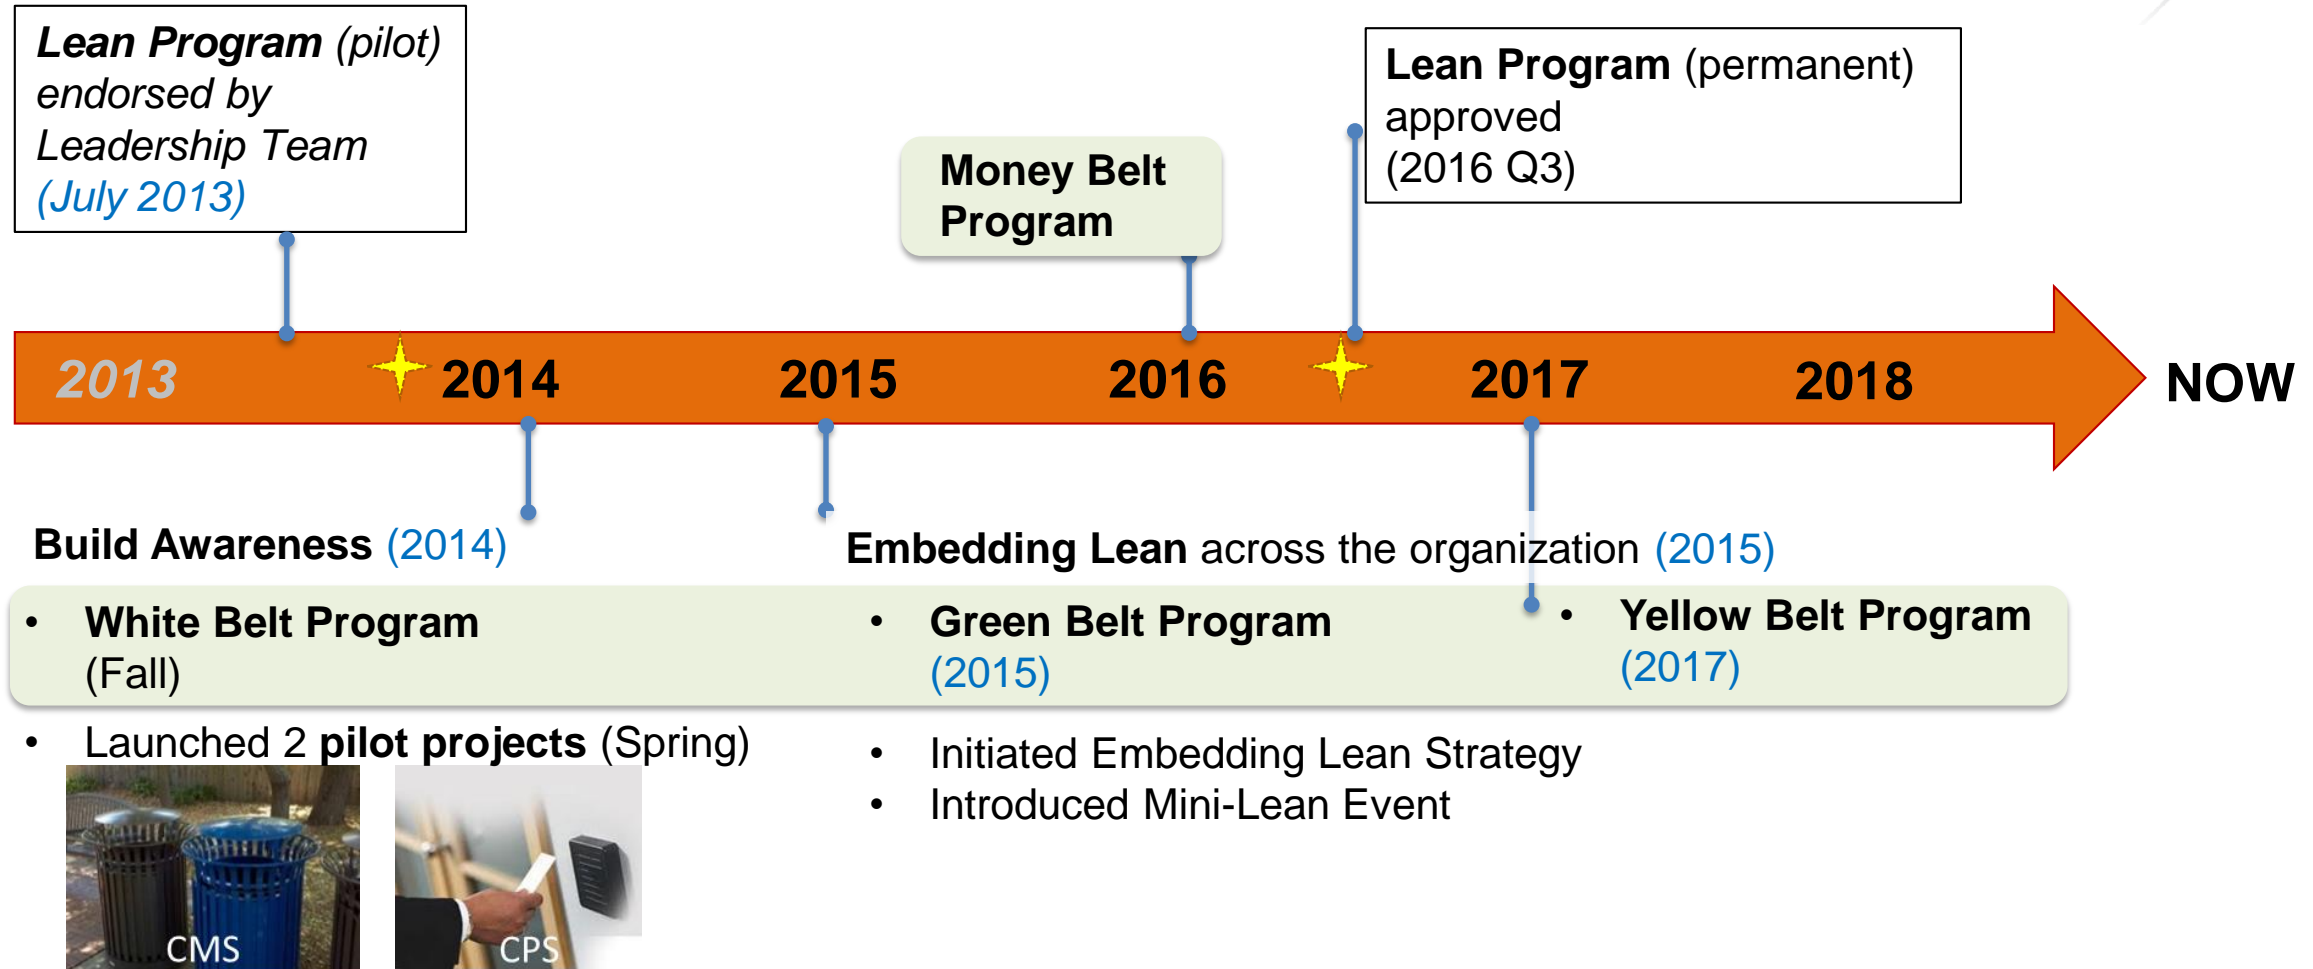 Lean Program (pilot)
endorsed by
Leadership Team
(July 2013)
Money Belt
Program
Lean Program (permanent)
approved
(2016 Q3)
2013
2014
2015
2016
2017
2018
NOW
Build Awareness (2014)
• White Belt Program
(Fall)
• Launched 2 pilot projects (Spring)
CMS
CPS
Embedding Lean across the organization (2015)
• Green Belt Program
(2015)
• Initiated Embedding Lean Strategy
• Introduced Mini-Lean Event
• Yellow Belt Program
(2017)